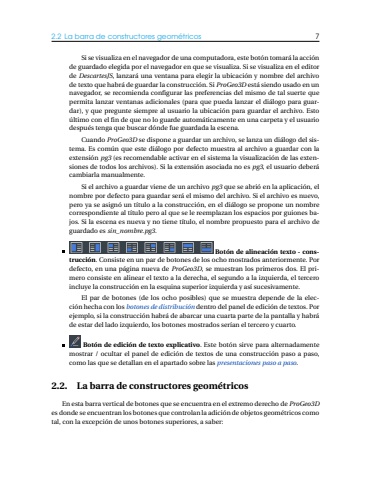 2.2 La barra de constructores geométricos 7
Si se visualiza en el navegador de una computadora, este botón tomará la acción
de guardado elegida por el navegador en que se visualiza. Si se visualiza en el editor
de DescartesJS, lanzará una ventana para elegir la ubicación y nombre del archivo
de texto que habrá de guardar la construcción. Si ProGeo3D está siendo usado en un
navegador, se recomienda configurar las preferencias del mismo de tal suerte que
permita lanzar ventanas adicionales (para que pueda lanzar el diálogo para guar-
dar), y que pregunte siempre al usuario la ubicación para guardar el archivo. Esto
último con el fin de que no lo guarde automáticamente en una carpeta y el usuario
después tenga que buscar dónde fue guardada la escena.
Cuando ProGeo3D se dispone a guardar un archivo, se lanza un diálogo del sis-
tema. Es común que este diálogo por defecto muestra al archivo a guardar con la
extensión pg3 (es recomendable activar en el sistema la visualización de las exten-
siones de todos los archivos). Si la extensión asociada no es pg3, el usuario deberá
cambiarla manualmente.
Si el archivo a guardar viene de un archivo pg3 que se abrió en la aplicación, el
nombre por defecto para guardar será el mismo del archivo. Si el archivo es nuevo,
pero ya se asignó un título a la construcción, en el diálogo se propone un nombre
correspondiente al título pero al que se le reemplazan los espacios por guiones ba-
jos. Si la escena es nueva y no tiene título, el nombre propuesto para el archivo de
guardado es sin_nombre.pg3.
Botón de alineación texto - cons-
trucción. Consiste en un par de botones de los ocho mostrados anteriormente. Por
defecto, en una página nueva de ProGeo3D, se muestran los primeros dos. El pri-
mero consiste en alinear el texto a la derecha, el segundo a la izquierda, el tercero
incluye la construcción en la esquina superior izquierda y así sucesivamente.
El par de botones (de los ocho posibles) que se muestra depende de la elec-
ción hecha con los botones de distribución dentro del panel de edición de textos. Por
ejemplo, si la construcción habrá de abarcar una cuarta parte de la pantalla y habrá
de estar del lado izquierdo, los botones mostrados serían el tercero y cuarto.
Botón de edición de texto explicativo. Este botón sirve para alternadamente
mostrar / ocultar el panel de edición de textos de una construcción paso a paso,
como las que se detallan en el apartado sobre las presentaciones paso a paso.
2.2. La barra de constructores geométricos
En esta barra vertical de botones que se encuentra en el extremo derecho de ProGeo3D
es donde se encuentran los botones que controlan la adición de objetos geométricos como
tal, con la excepción de unos botones superiores, a saber: